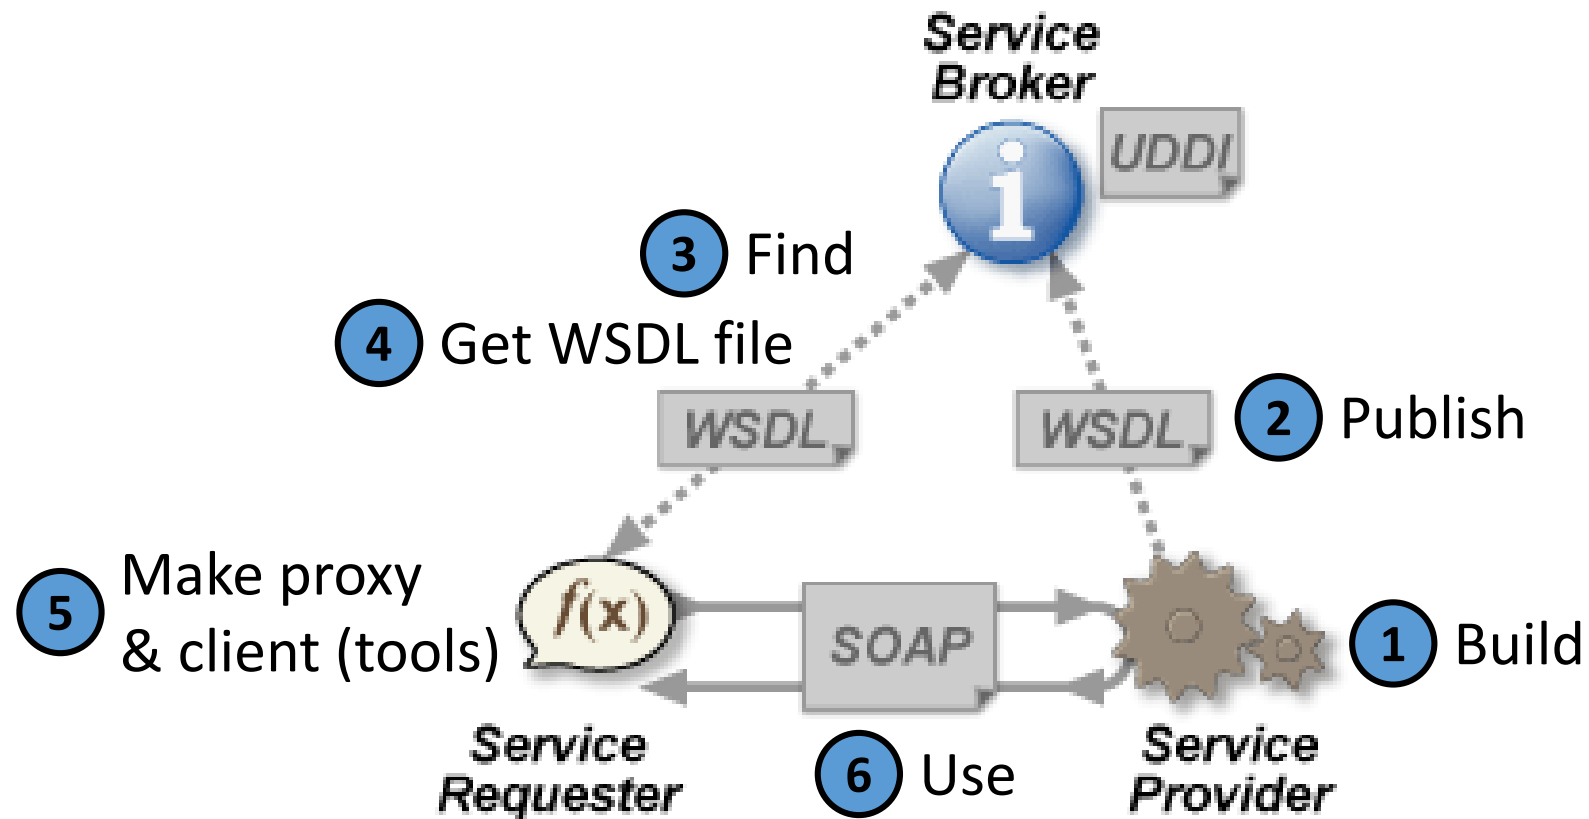 Service
Broker
UDDI
3 Find
4 Get WSDL file
WSDL
WSDL
2 Publish
5 Make proxy
& client (tools)
f(x)
SOAP
1 Build
Service
Requester
6 Use
Service
Provider